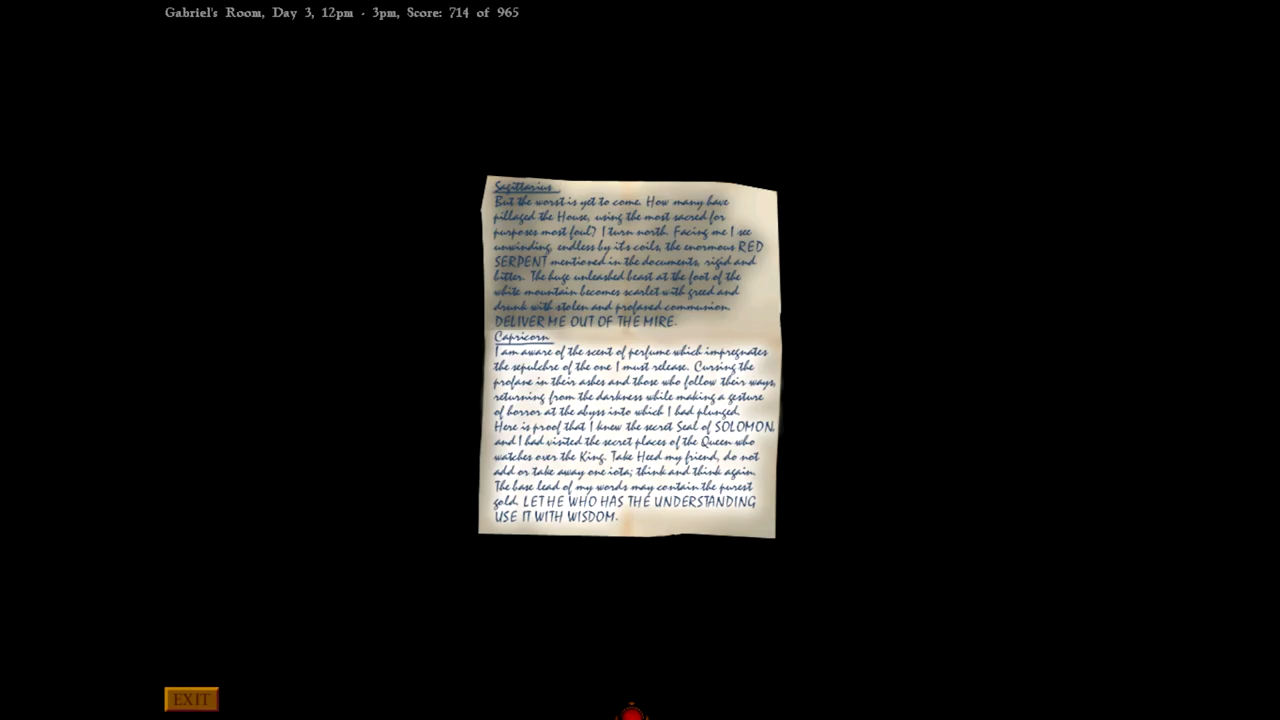 Gabriel's Room, Day 3, 12pm - 3pm, Score: 714 of 965
Sagittarius
But the worst is yet to come. How many have
pillaged the House, using the most sacred for
purposes most foul? I turn north. Facing me I see
unwinding, endless by its coils, the enormous RED
SERPENT mentioned in the documents, rigid and
bitter. The huge unleashed beast at the foot of the
white mountain becomes scarlet with greed and
drunk with stolen and profaned communion.
DELIVER ME OUT OF THE MIRE.
Capricorn
I am aware of the scent of perfume which impregnates
the sepulchre of the one I must release. Cursing the
profane in their ashes and those who follow their ways,
returning from the darkness while making a gesture
of horror at the abyss into which I had plunged.
Here is proof that I knew the secret Seal of SOLOMON,
and I had visited the secret places of the Queen who
watches over the King. Take Heed my friend, do not
add or take away one iota; think and think again.
The base lead of my words may contain the purest
gold. LET HE WHO HAS THE UNDERSTANDING
USE IT WITH WISDOM.
EXIT